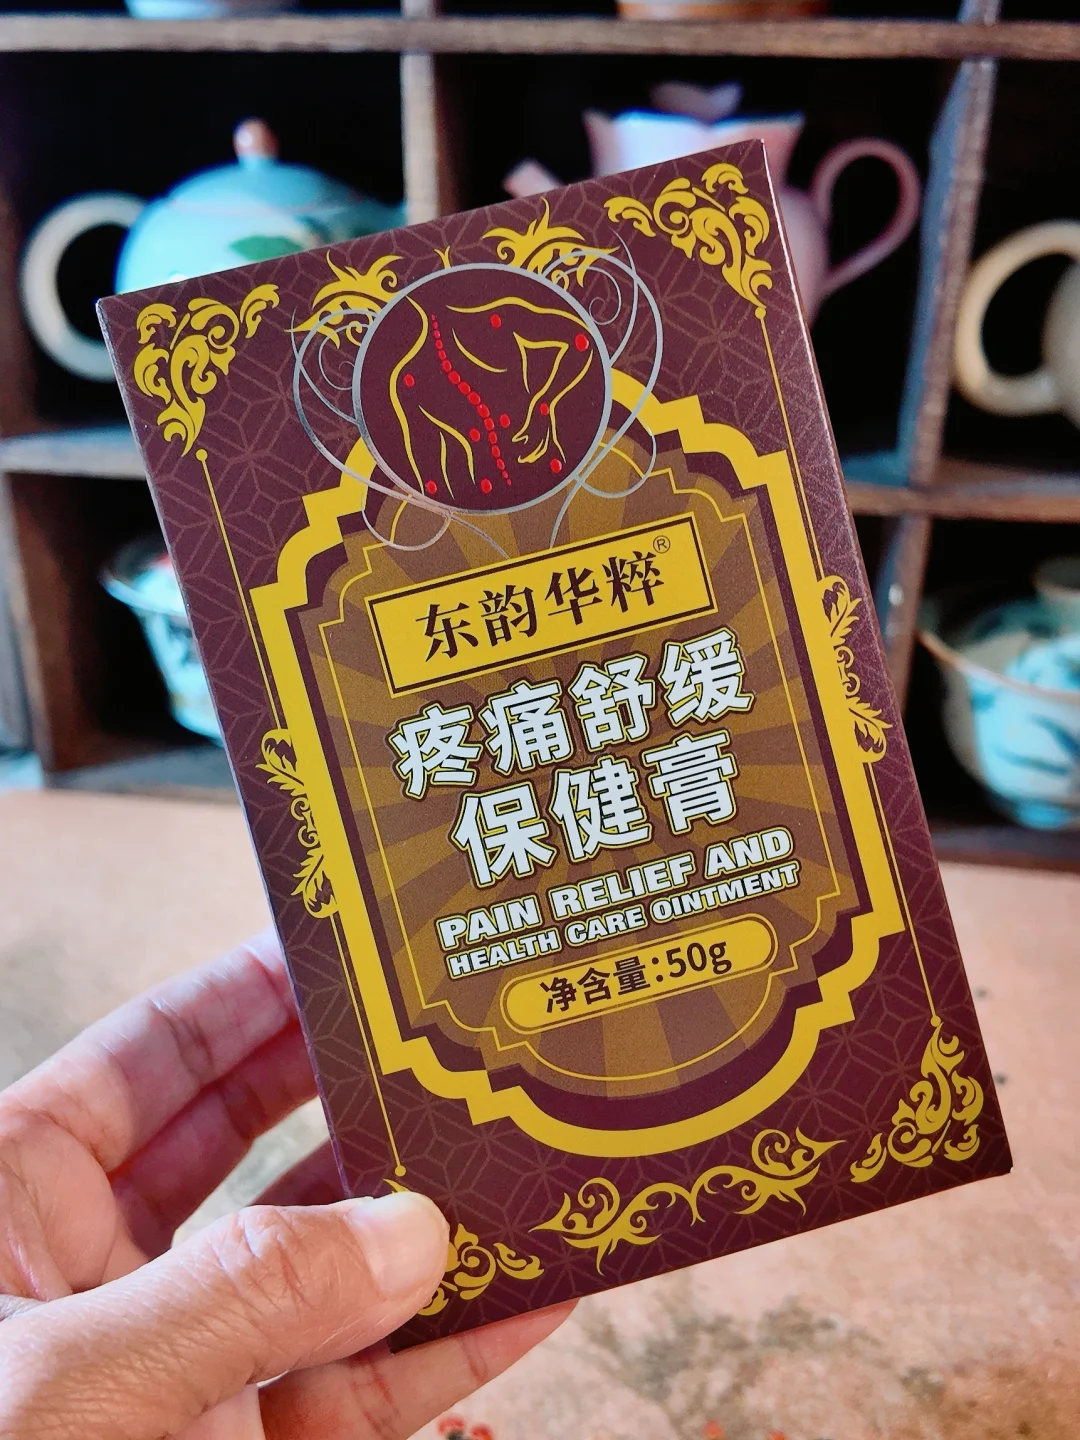 东韵华粹®
疼痛舒缓
保健膏
PAIN RELIEF AND
HEALTH CARE OINTMENT
净含量:50g